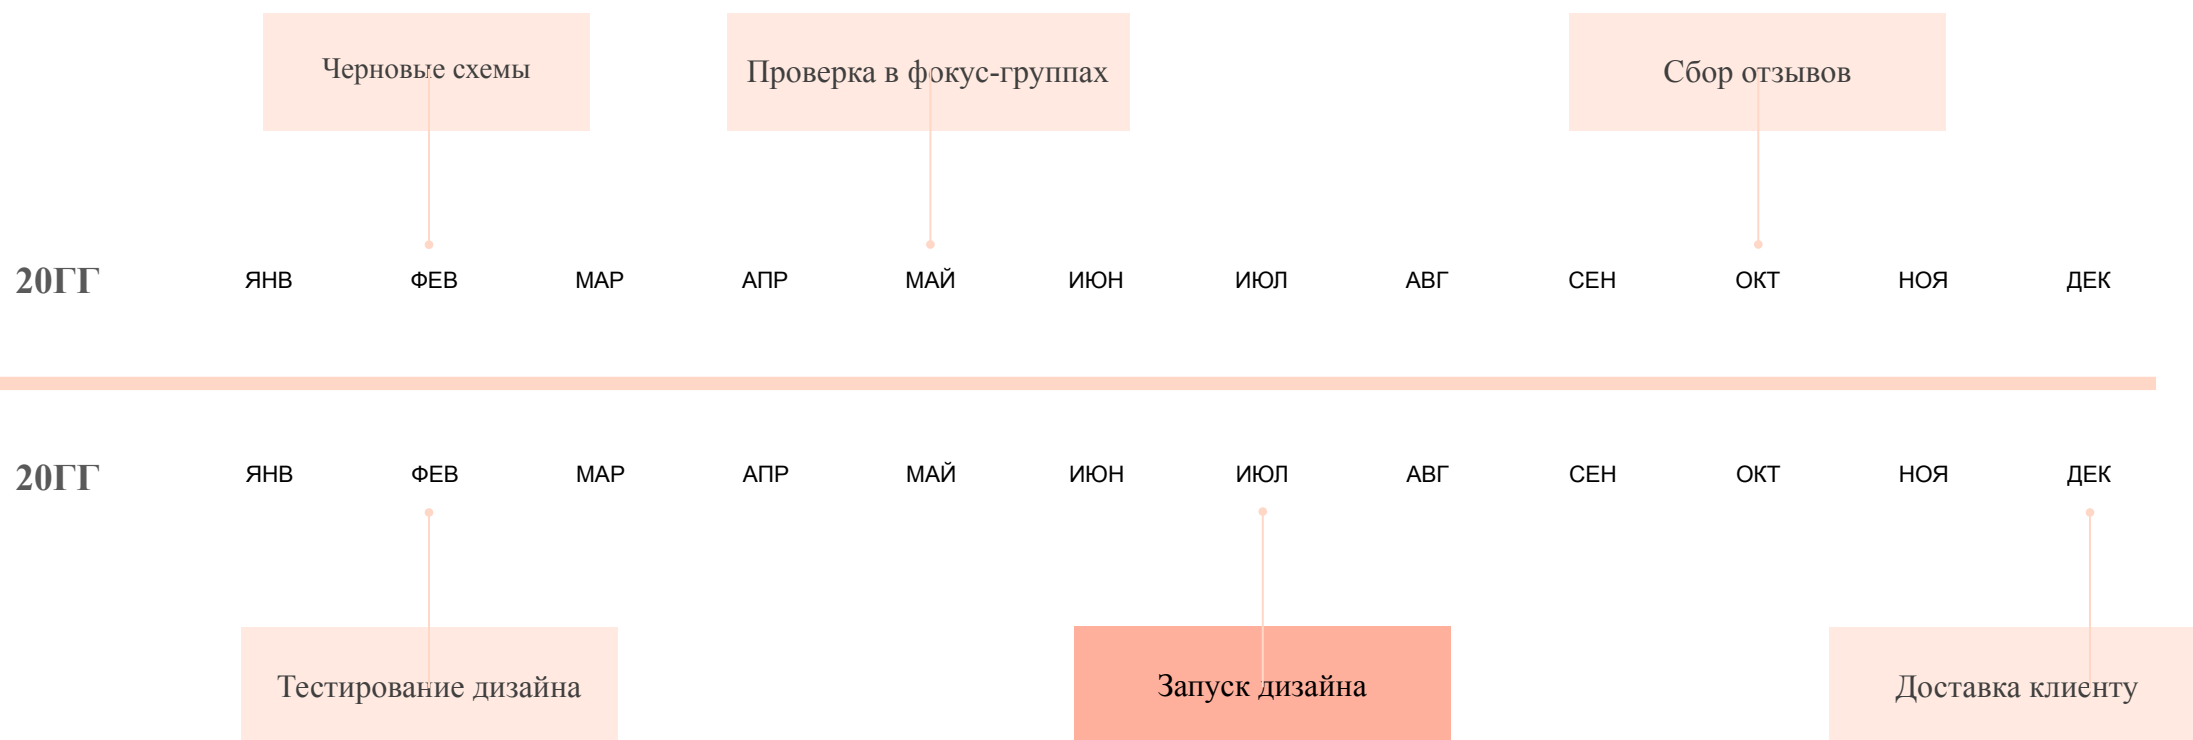 Черновые схемы
Проверка в фокус-группах
Сбор отзывов
20ГГ ЯНВ ФЕВ МАР АПР МАЙ ИЮН ИЮЛ АВГ СЕН ОКТ НОЯ ДЕК
20ГГ ЯНВ ФЕВ МАР АПР МАЙ ИЮН ИЮЛ АВГ СЕН ОКТ НОЯ ДЕК
Тестирование дизайна
Запуск дизайна
Доставка клиенту